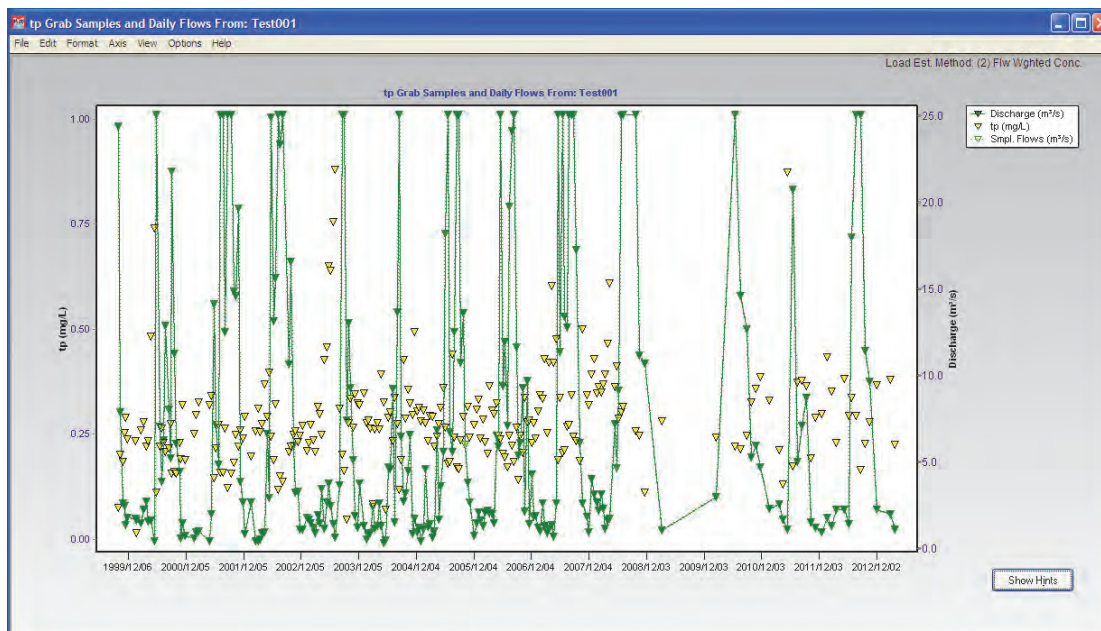 tp Grab Samples and Daily Flows From: Test001
File Edit Format Axis View Options Help
Load Est. Method: (2) Flw Wghted Conc.
tp Grab Samples and Daily Flows From: Test001
Discharge (m³/s)
tp (mg/L)
Smpl. Flows (m³/s)
1.00
0.75
0.50
0.25
0.00
tp (mg/L)
25.0
20.0
15.0
10.0
5.0
0.0
Discharge (m³/s)
1999/12/06 2000/12/05 2001/12/05 2002/12/05 2003/12/05 2004/12/04 2005/12/04 2006/12/04 2007/12/04 2008/12/03 2009/12/03 2010/12/03 2011/12/03 2012/12/02
Show Hints